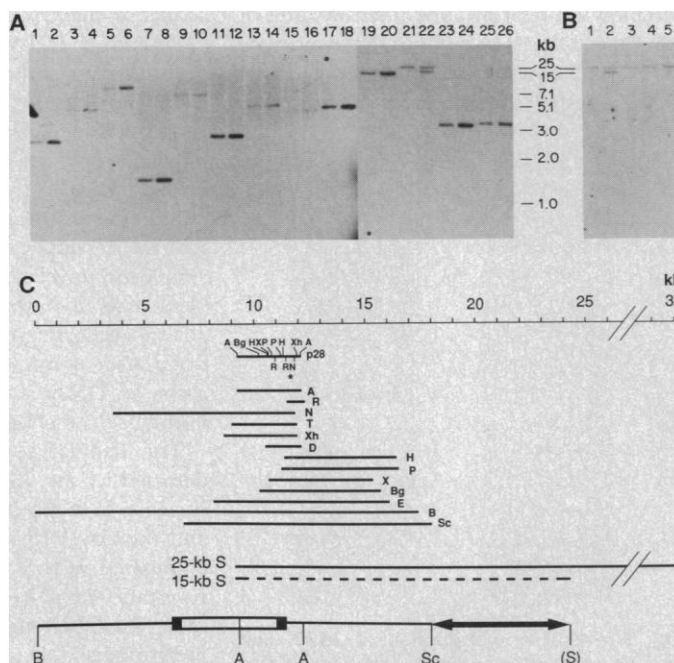 A
1 2 3 4 5 6 7 8 9 10 11 12 13 14 15 16 17 18 19 20 21 22 23 24 25 26
kb
25
15
7.1
5.1
3.0
2.0
1.0
B
1 2 3 4 5
C
0 5 10 15 20 25 3
kl
A Bg HXPP H Xh A
p28
R RN
*
A
R
N
T
Xh
D
H
P
X
Bg
E
B
Sc
25-kb S
15-kb S
B A A Sc (S)